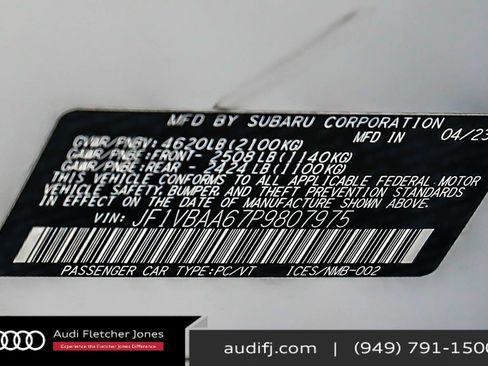 MFD BY SUBARU CORPORATION
MFD IN 04/23
GVWR/PNBV: 4620LB(2100KG)
GAWR/PNBE: FRONT- 2508LB(1140KG)
GAWR/PNBE: REAR - 2424LB(1100KG)
THIS VEHICLE CONFORMS TO ALL APPLICABLE FEDERAL MOTOR
VEHICLE SAFETY, BUMPER, AND THEFT PREVENTION STANDARDS
IN EFFECT ON THE DATE OF MANUFACTURE SHOWN ABOVE.
VIN: JF1VBAA67P9807975
PASSENGER CAR TYPE:PC/VT ICES/NMB-002
Audi Fletcher Jones
Experience the Fletcher Jones Difference.
audifj.com | (949) 791-1500